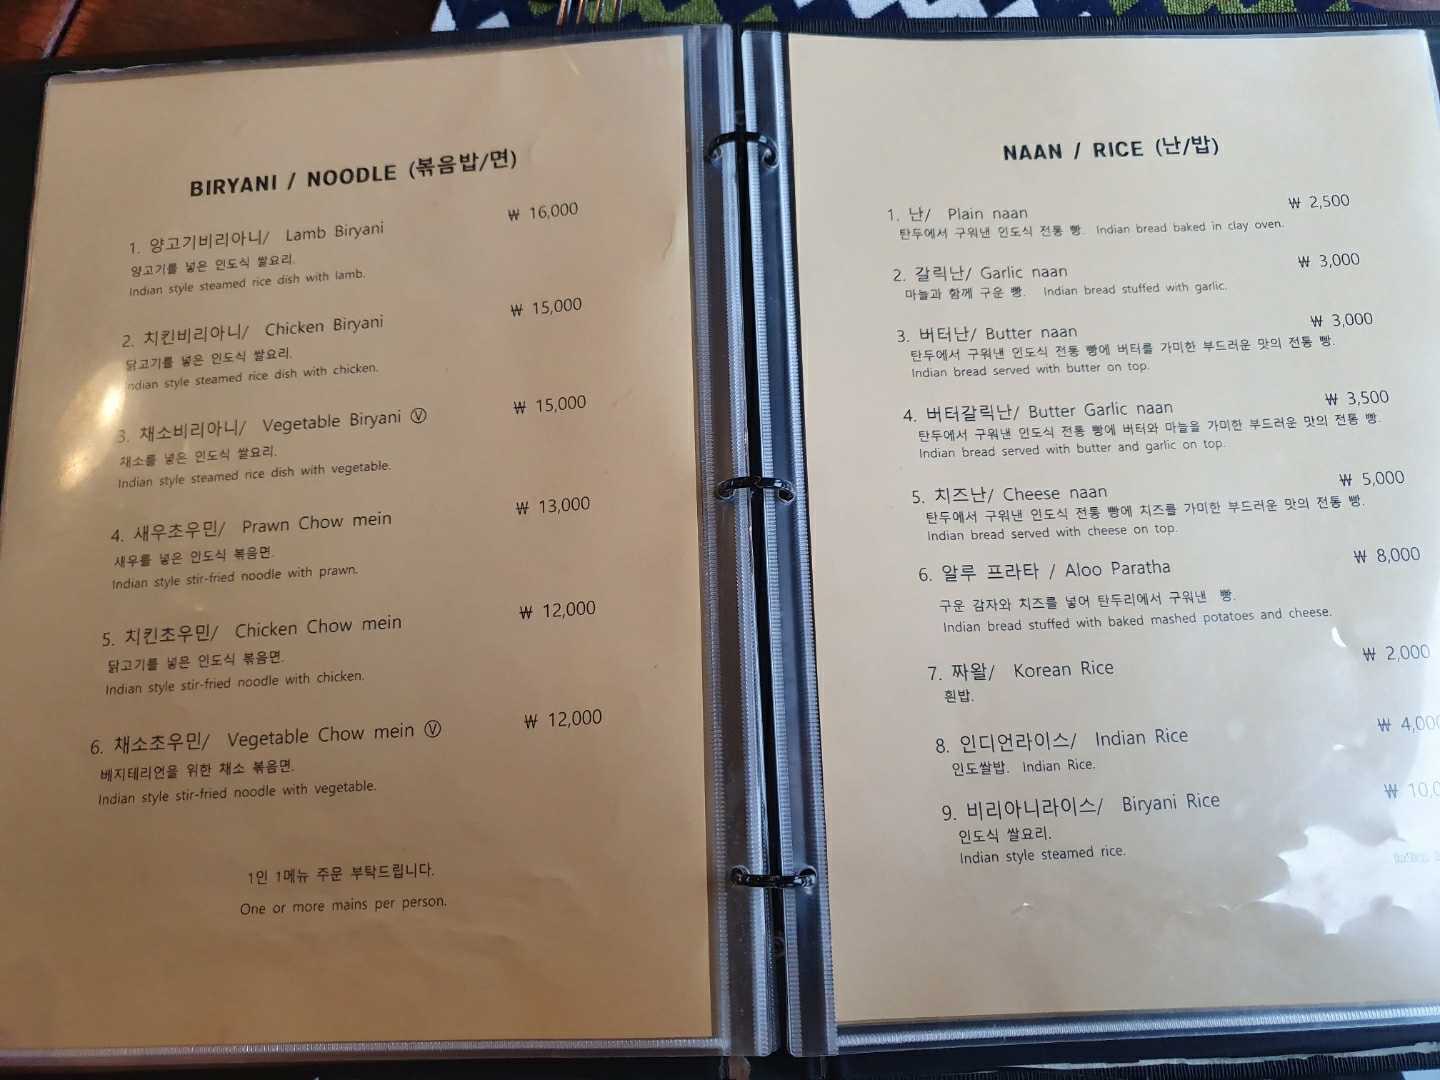 BIRYANI / NOODLE (볶음밥/면)
1. 양고기비리아니/ Lamb Biryani ₩ 16,000
양고기를 넣은 인도식 쌀요리.
Indian style steamed rice dish with lamb.
2. 치킨비리아니/ Chicken Biryani ₩ 15,000
닭고기를 넣은 인도식 쌀요리.
Indian style steamed rice dish with chicken.
3. 채소비리아니/ Vegetable Biryani Ⓥ ₩ 15,000
채소를 넣은 인도식 쌀요리.
Indian style steamed rice dish with vegetable.
4. 새우초우민/ Prawn Chow mein ₩ 13,000
새우를 넣은 인도식 볶음면.
Indian style stir-fried noodle with prawn.
5. 치킨초우민/ Chicken Chow mein ₩ 12,000
닭고기를 넣은 인도식 볶음면.
Indian style stir-fried noodle with chicken.
6. 채소초우민/ Vegetable Chow mein Ⓥ ₩ 12,000
베지테리언을 위한 채소 볶음면.
Indian style stir-fried noodle with vegetable.
1인 1메뉴 주문 부탁드립니다.
One or more mains per person.
NAAN / RICE (난/밥)
1. 난/ Plain naan ₩ 2,500
탄두에서 구워낸 인도식 전통 빵. Indian bread baked in clay oven.
2. 갈릭난/ Garlic naan ₩ 3,000
마늘과 함께 구운 빵. Indian bread stuffed with garlic.
3. 버터난/ Butter naan ₩ 3,000
탄두에서 구워낸 인도식 전통 빵에 버터를 가미한 부드러운 맛의 전통 빵.
Indian bread served with butter on top.
4. 버터갈릭난/ Butter Garlic naan ₩ 3,500
탄두에서 구워낸 인도식 전통 빵에 버터와 마늘을 가미한 부드러운 맛의 전통 빵.
Indian bread served with butter and garlic on top.
5. 치즈난/ Cheese naan ₩ 5,000
탄두에서 구워낸 인도식 전통 빵에 치즈를 가미한 부드러운 맛의 전통 빵.
Indian bread served with cheese on top.
6. 알루 프라타 / Aloo Paratha ₩ 8,000
구운 감자와 치즈를 넣어 탄두리에서 구워낸 빵.
Indian bread stuffed with baked mashed potatoes and cheese.
7. 짜왈/ Korean Rice ₩ 2,000
흰밥.
8. 인디언라이스/ Indian Rice ₩ 4,000
인도쌀밥. Indian Rice.
9. 비리아니라이스/ Biryani Rice ₩ 10,0
인도식 쌀요리.
Indian style steamed rice.